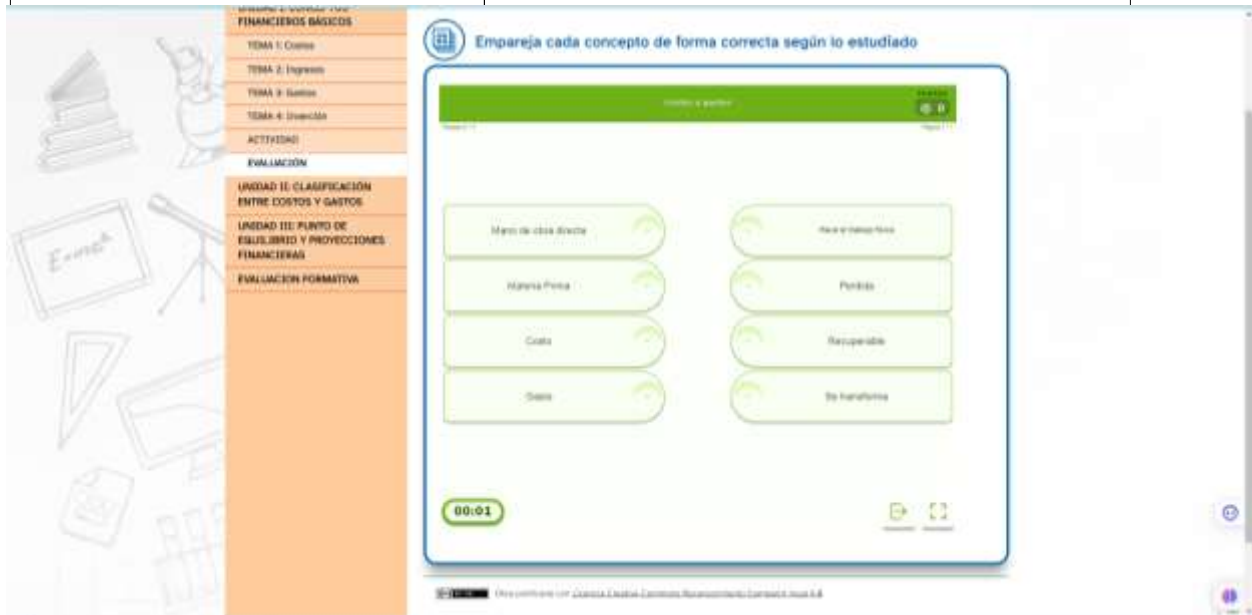 FINANCIEROS BÁSICOS
TEMA 1: Costos
TEMA 2: Ingresos
TEMA 3: Gastos
TEMA 4: Inversión
ACTIVIDAD
EVALUACIÓN
UNIDAD II: CLASIFICACIÓN
ENTRE COSTOS Y GASTOS
UNIDAD III: PUNTO DE
EQUILIBRIO Y PROYECCIONES
FINANCIERAS
EVALUACION FORMATIVA
Empareja cada concepto de forma correcta según lo estudiado
Mano de obra directa
Materia Prima
Perdida
Costo
Recuperable
Gasto
Se transforma
00:01